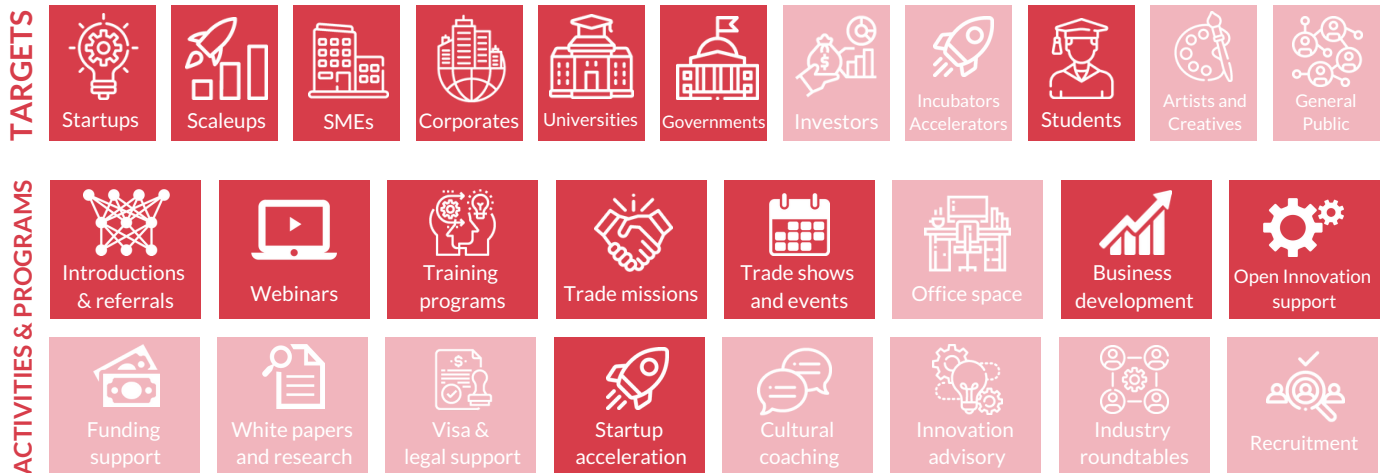 TARGETS
Startups
Scaleups
SMEs
Corporates
Universities
Governments
Investors
Incubators
Accelerators
Students
Artists and
Creatives
General
Public
ACTIVITIES & PROGRAMS
Introductions
& referrals
Webinars
Training
programs
Trade missions
Trade shows
and events
Office space
Business
development
Open Innovation
support
Funding
support
White papers
and research
Visa &
legal support
Startup
acceleration
Cultural
coaching
Innovation
advisory
Industry
roundtables
Recruitment